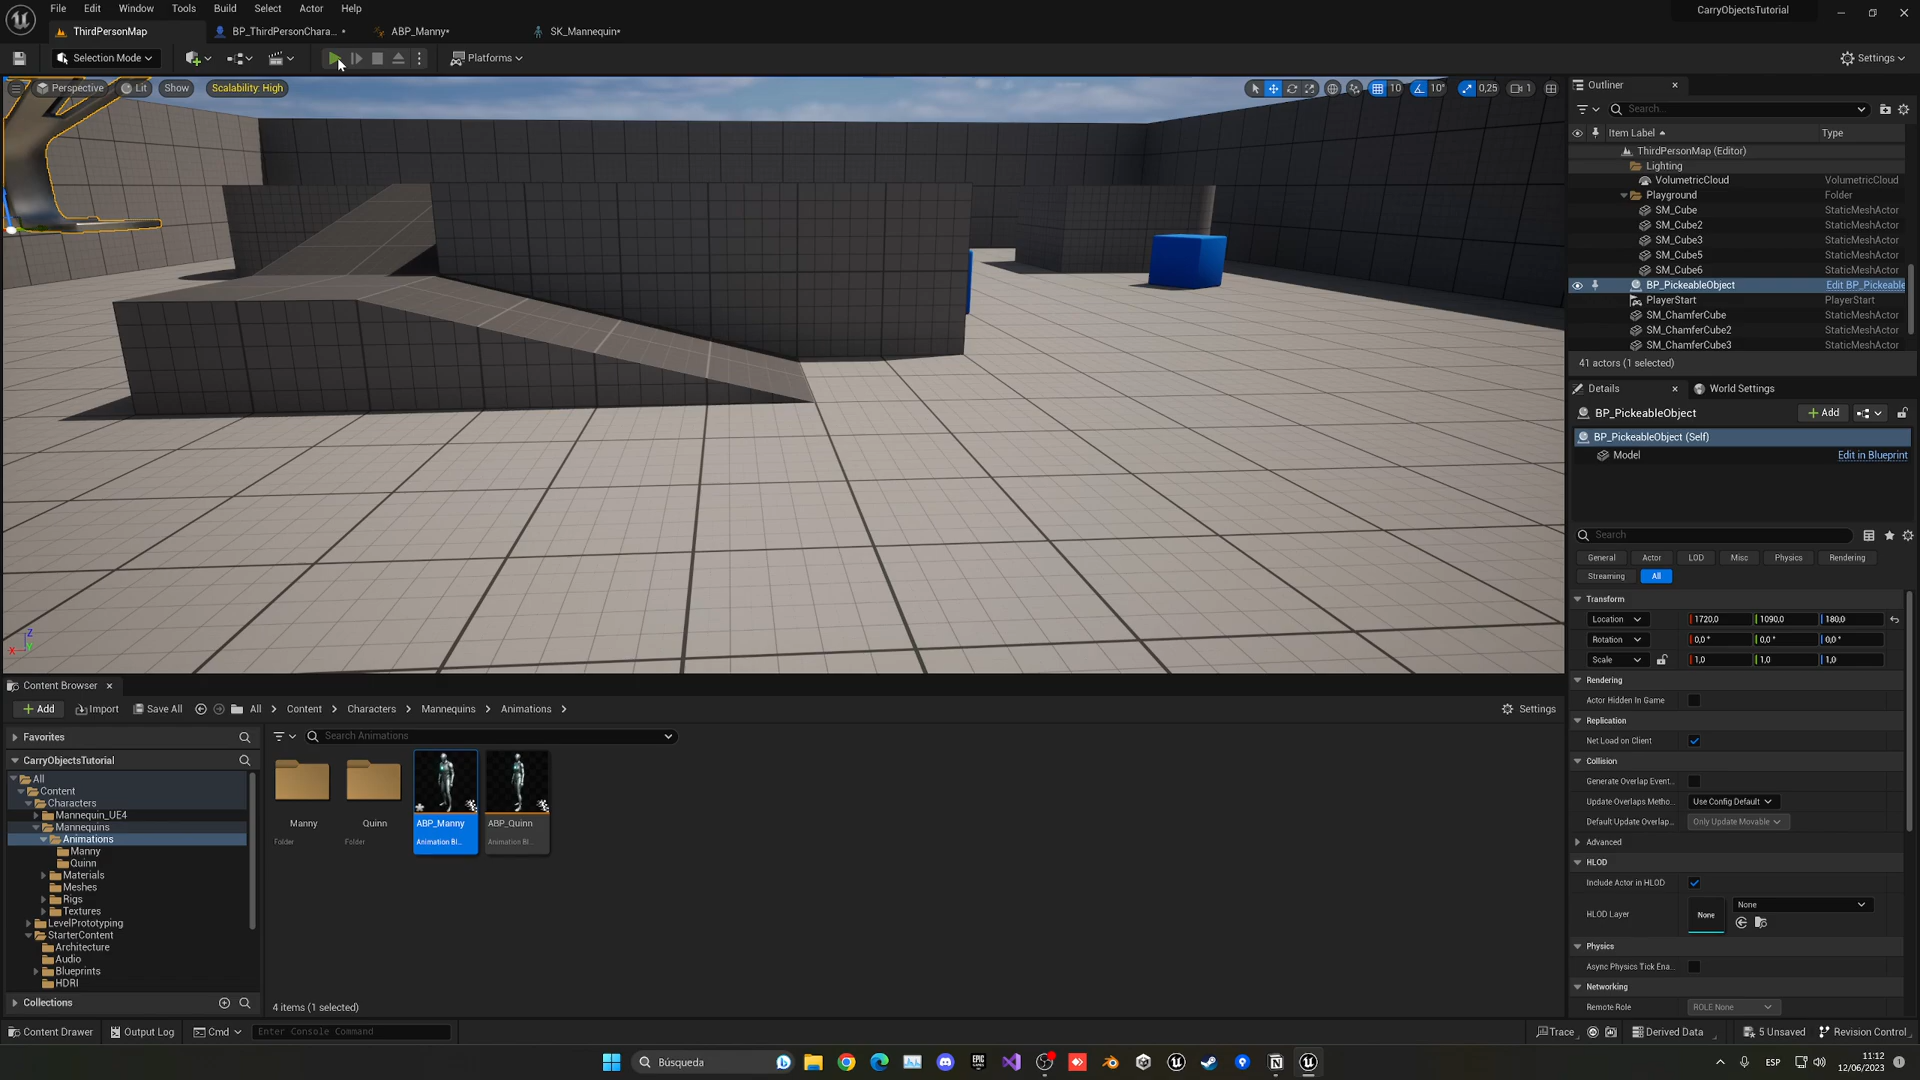 File Edit Window Tools Build Select Actor Help
CarryObjectsTutorial
ThirdPersonMap
BP_ThirdPersonChara... •
ABP_Manny•
SK_Mannequin•
Selection Mode
Platforms
Settings
Perspective Lit Show Scalability: High
10 10° 0,25 1
Outliner
Search...
Item Label Type
ThirdPersonMap (Editor)
Lighting
VolumetricCloud VolumetricCloud
Playground Folder
SM_Cube StaticMeshActor
SM_Cube2 StaticMeshActor
SM_Cube3 StaticMeshActor
SM_Cube5 StaticMeshActor
SM_Cube6 StaticMeshActor
BP_PickeableObject Edit BP_Pickeable
PlayerStart PlayerStart
SM_ChamferCube StaticMeshActor
SM_ChamferCube2 StaticMeshActor
SM_ChamferCube3 StaticMeshActor
41 actors (1 selected)
Details World Settings
BP_PickeableObject Add
BP_PickeableObject (Self)
Model Edit in Blueprint
Search
General Actor LOD Misc Physics Rendering
Streaming All
Transform
Location 1720,0 1090,0 180,0
Rotation 0,0 ° 0,0 ° 0,0 °
Scale 1,0 1,0 1,0
Rendering
Actor Hidden In Game
Replication
Net Load on Client
Collision
Generate Overlap Event...
Update Overlaps Metho... Use Config Default
Default Update Overlap... Only Update Movable
Advanced
HLOD
Include Actor in HLOD
HLOD Layer None None
Physics
Async Physics Tick Ena...
Networking
Remote Role ROLE None
Z
X Y
Content Browser
Add Import Save All All Content Characters Mannequins Animations Settings
Favorites
Search Animations
CarryObjectsTutorial
All
Content
Characters
Mannequin_UE4
Mannequins
Animations
Manny
Quinn
Materials
Meshes
Rigs
Textures
LevelPrototyping
StarterContent
Architecture
Audio
Blueprints
HDRI
Collections
Manny Quinn ABP_Manny ABP_Quinn
Folder Folder Animation Bl... Animation Bl...
4 items (1 selected)
Content Drawer Output Log Cmd Enter Console Command
Trace Derived Data 5 Unsaved Revision Control
Búsqueda
EPIC GAMES
ESP
11:12
12/06/2023
1